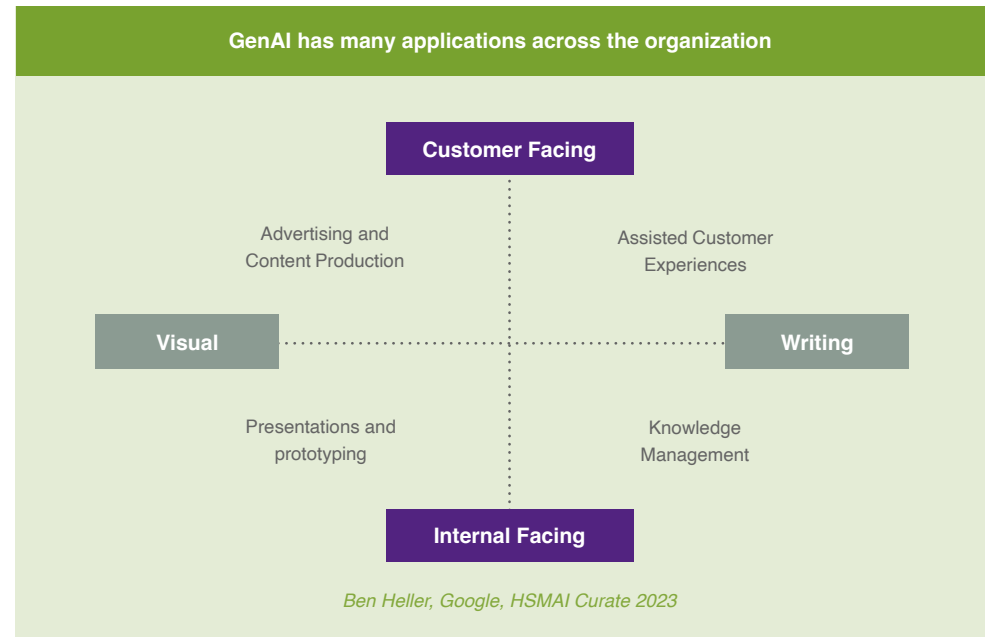 GenAI has many applications across the organization
Customer Facing
Advertising and
Content Production
Assisted Customer
Experiences
Visual
Writing
Presentations and
prototyping
Knowledge
Management
Internal Facing
Ben Heller, Google, HSMAI Curate 2023